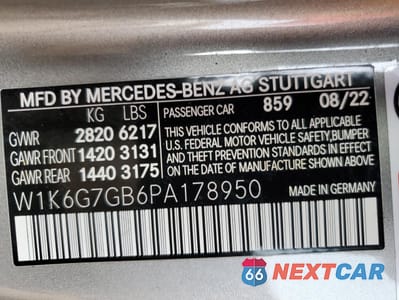 MFD BY MERCEDES-BENZ AG STUTTGART
KG LBS
PASSENGER CAR 859 08/22
GVWR 2820 6217
GAWR FRONT 1420 3131
GAWR REAR 1440 3175
THIS VEHICLE CONFORMS TO ALL APPLICABLE
U.S. FEDERAL MOTOR VEHICLE SAFETY, BUMPER
AND THEFT PREVENTION STANDARDS IN EFFECT
ON THE DATE OF MANUFACTURE SHOWN ABOVE.
W1K6G7GB6PA178950
MADE IN GERMANY
66 NEXTCAR